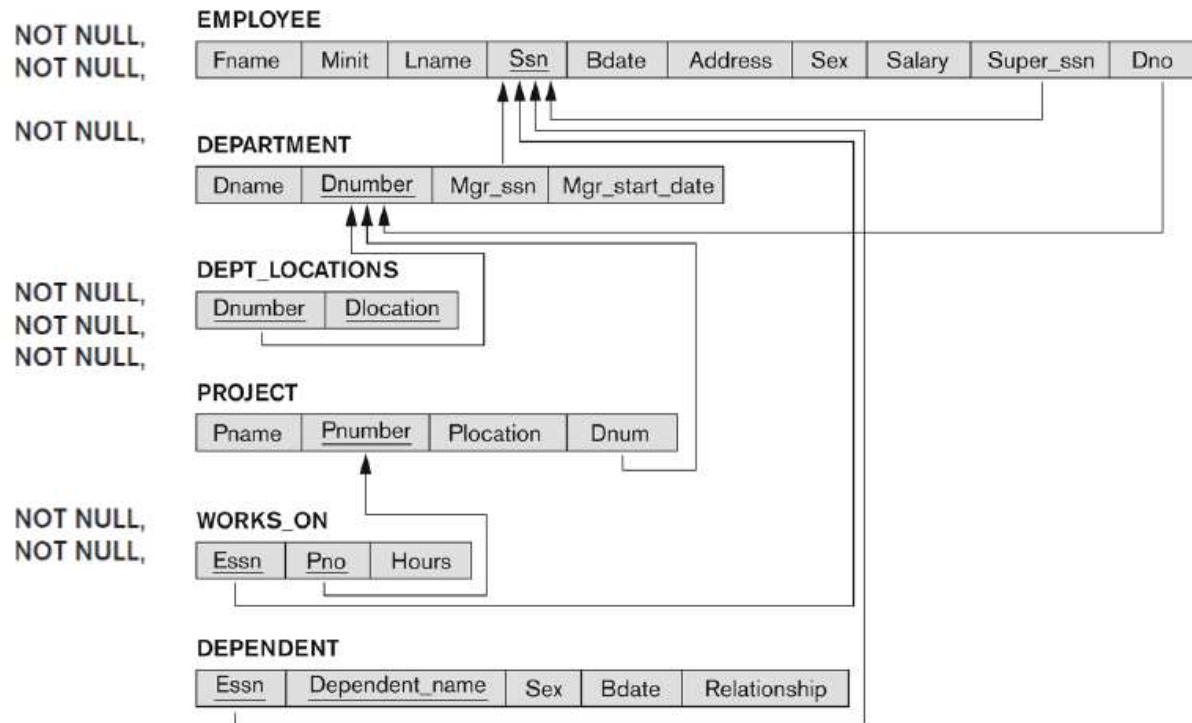 NOT NULL,
NOT NULL,
NOT NULL,
EMPLOYEE
Fname Minit Lname Ssn Bdate Address Sex Salary Super_ssn Dno
DEPARTMENT
Dname Dnumber Mgr_ssn Mgr_start_date
NOT NULL,
NOT NULL,
NOT NULL,
DEPT_LOCATIONS
Dnumber Dlocation
PROJECT
Pname Pnumber Plocation Dnum
NOT NULL,
NOT NULL,
WORKS_ON
Essn Pno Hours
DEPENDENT
Essn Dependent_name Sex Bdate Relationship